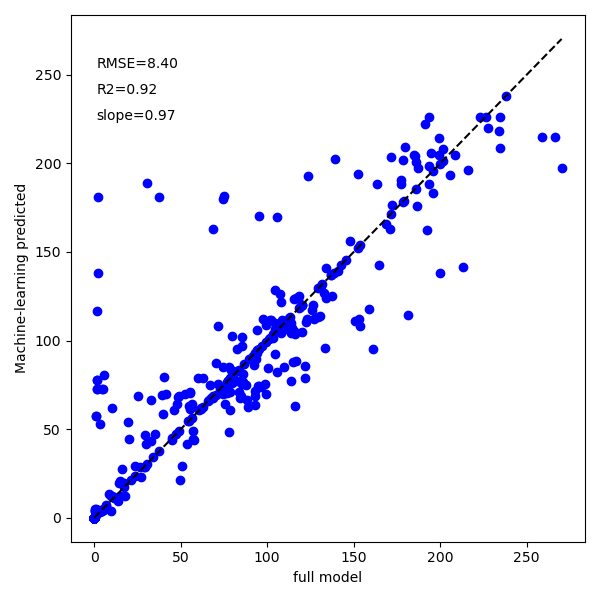 RMSE=8.40
R2=0.92
slope=0.97
Machine-learning predicted
250
200
150
100
50
0
0 50 100 150 200 250
full model